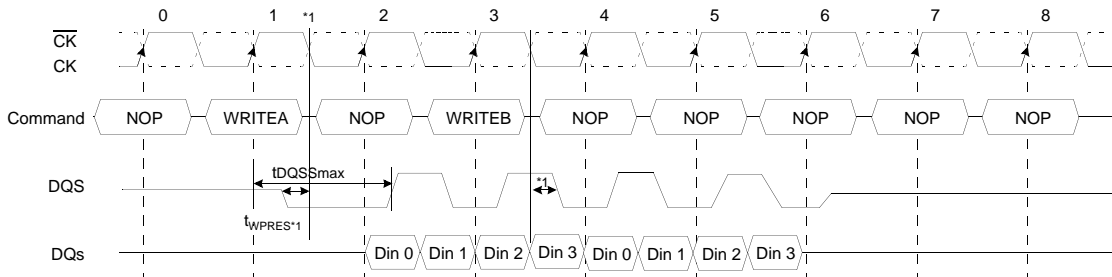 0 1 *1 2 3 4 5 6 7 8
CK
CK
Command NOP WRITEA NOP WRITEB NOP NOP NOP NOP NOP
tDQSSmax
DQS *1
tWPRES*1
DQs Din 0 Din 1 Din 2 Din 3 Din 0 Din 1 Din 2 Din 3